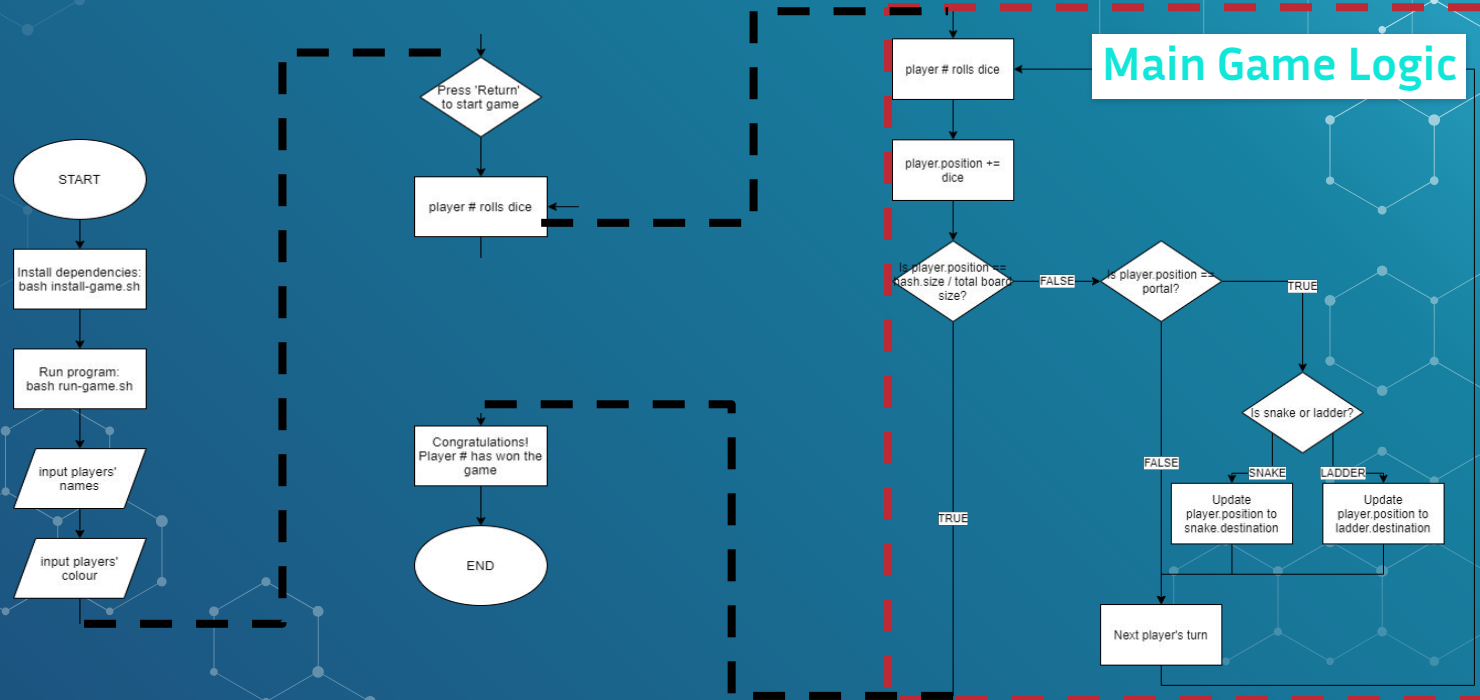 START
Install dependencies:
bash install-game.sh
Run program:
bash run-game.sh
input players'
names
input players'
colour
Press 'Return'
to start game
player # rolls dice
Congratulations!
Player # has won the
game
END
Main Game Logic
player # rolls dice
player.position +=
dice
Is player.position ==
hash.size / total board
size?
FALSE
TRUE
Is player.position ==
portal?
TRUE
FALSE
Is snake or ladder?
SNAKE
LADDER
Update
player.position to
snake.destination
Update
player.position to
ladder.destination
Next player's turn